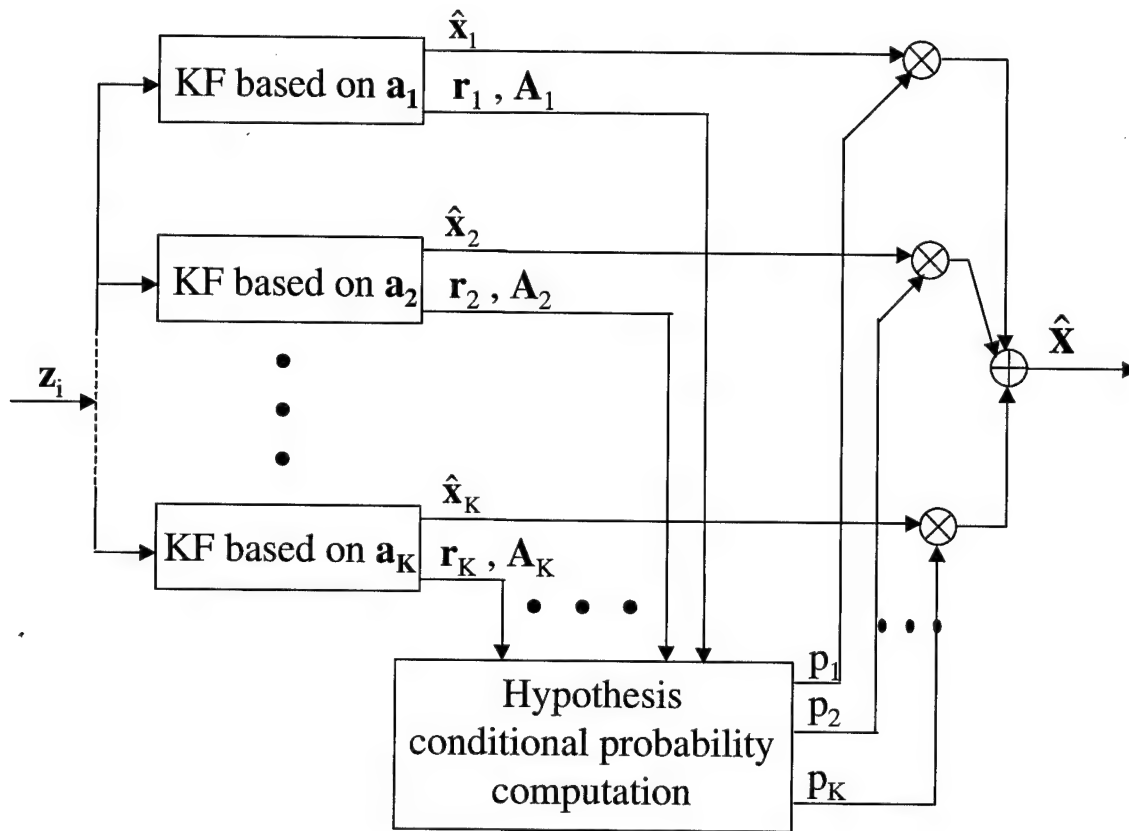 x̂₁
KF based on a₁
r₁ , A₁
x̂₂
KF based on a₂
r₂ , A₂
zᵢ
x̂
x̂_K
KF based on a_K
r_K , A_K
p₁
Hypothesis
p₂
conditional probability
computation
p_K